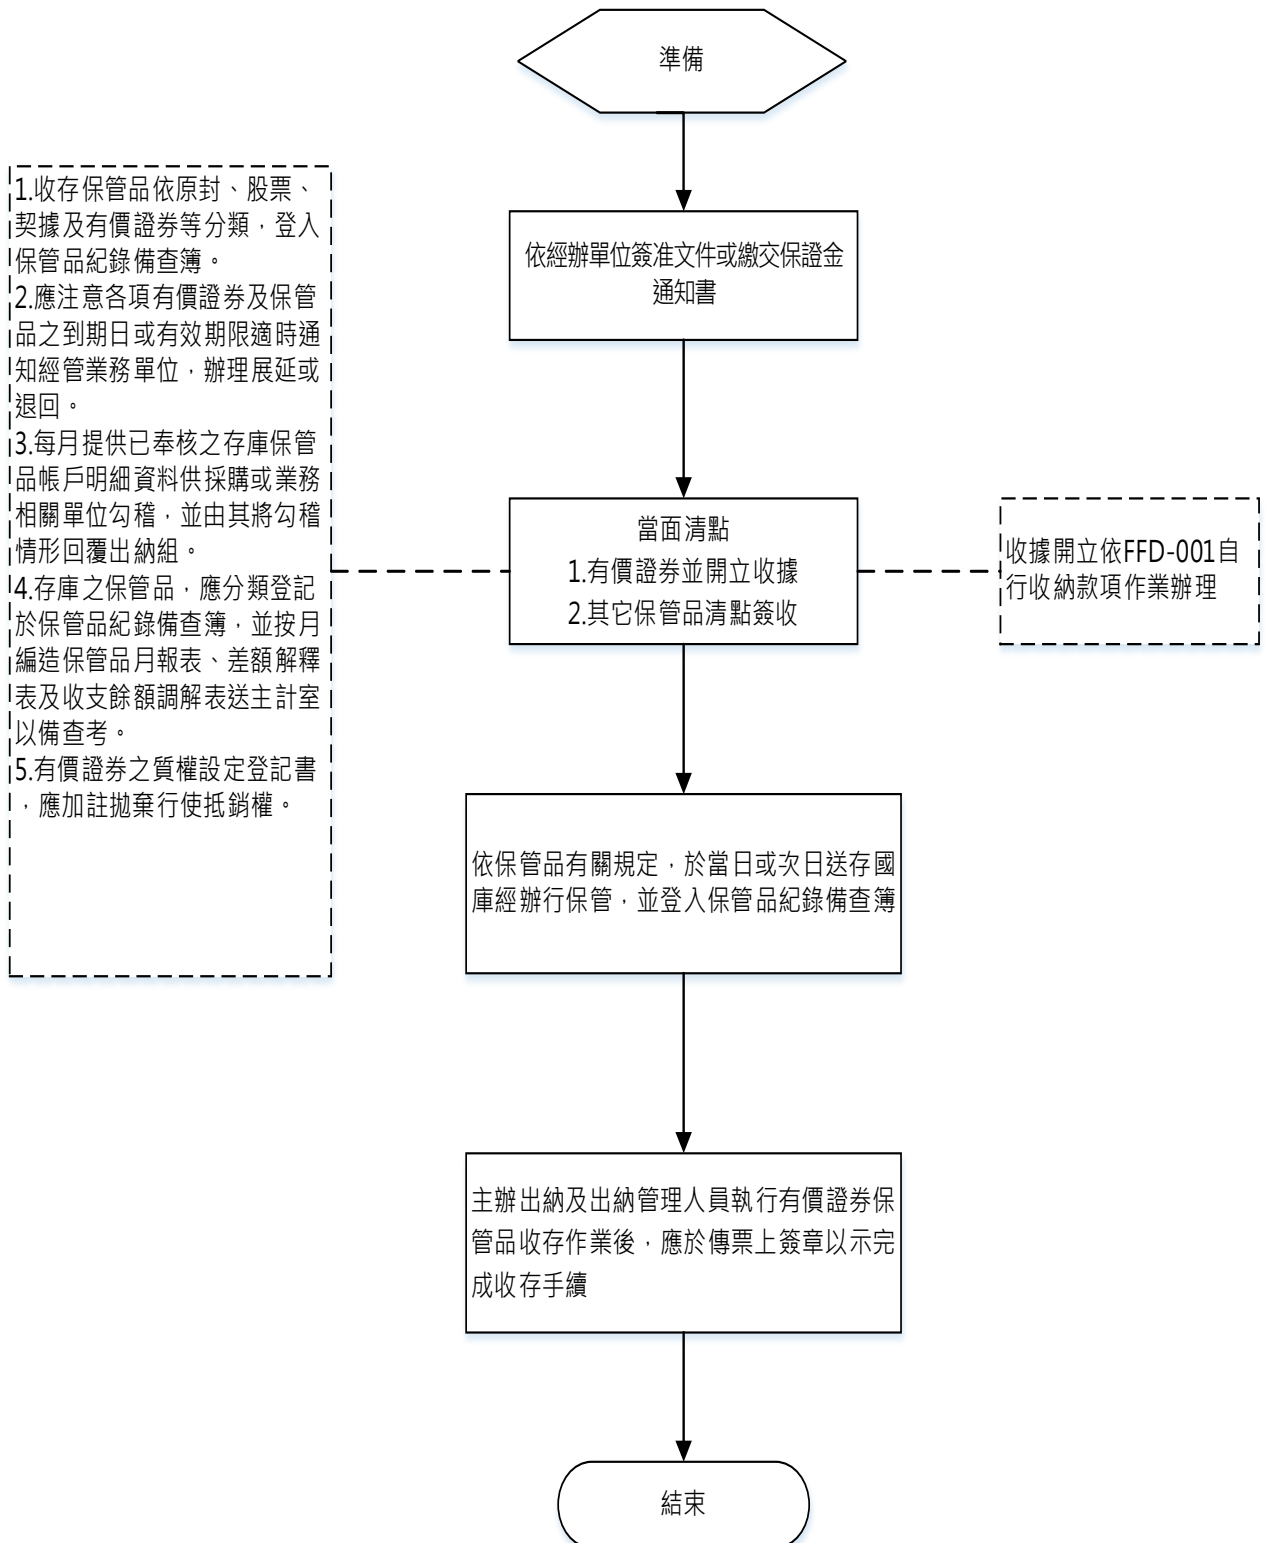 準備
依經辦單位簽准文件或繳交保證金
通知書
1.收存保管品依原封、股票、
契據及有價證券等分類，登入
保管品紀錄備查簿。
2.應注意各項有價證券及保管
品之到期日或有效期限適時通
知經管業務單位，辦理展延或
退回。
3.每月提供已奉核之存庫保管
品帳戶明細資料供採購或業務
相關單位勾稽，並由其將勾稽
情形回覆出納組。
4.存庫之保管品，應分類登記
於保管品紀錄備查簿，並按月
編造保管品月報表、差額解釋
表及收支餘額調解表送主計室
以備查考。
5.有價證券之質權設定登記書
，應加註拋棄行使抵銷權。
當面清點
1.有價證券並開立收據
2.其它保管品清點簽收
收據開立依FFD-001自
行收納款項作業辦理
依保管品有關規定，於當日或次日送存國
庫經辦行保管，並登入保管品紀錄備查簿
主辦出納及出納管理人員執行有價證券保
管品收存作業後，應於傳票上簽章以示完
成收存手續
結束